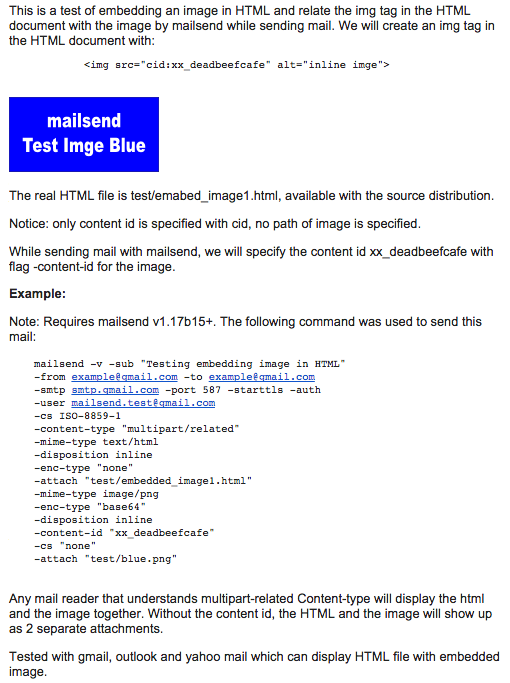 This is a test of embedding an image in HTML and relate the img tag in the HTML
document with the image by mailsend while sending mail. We will create an img tag in
the HTML document with:
<img src="cid:xx_deadbeefcafe" alt="inline imge">
mailsend
Test Imge Blue
The real HTML file is test/emabed_image1.html, available with the source distribution.
Notice: only content id is specified with cid, no path of image is specified.
While sending mail with mailsend, we will specify the content id xx_deadbeefcafe with
flag -content-id for the image.
Example:
Note: Requires mailsend v1.17b15+. The following command was used to send this
mail:
mailsend -v -sub "Testing embedding image in HTML"
-from example@gmail.com -to example@gmail.com
-smtp smtp.gmail.com -port 587 -starttls -auth
-user mailsend.test@gmail.com
-cs ISO-8859-1
-content-type "multipart/related"
-mime-type text/html
-disposition inline
-enc-type "none"
-attach "test/embedded_image1.html"
-mime-type image/png
-enc-type "base64"
-disposition inline
-content-id "xx_deadbeefcafe"
-cs "none"
-attach "test/blue.png"
Any mail reader that understands multipart-related Content-type will display the html
and the image together. Without the content id, the HTML and the image will show up
as 2 separate attachments.
Tested with gmail, outlook and yahoo mail which can display HTML file with embedded
image.